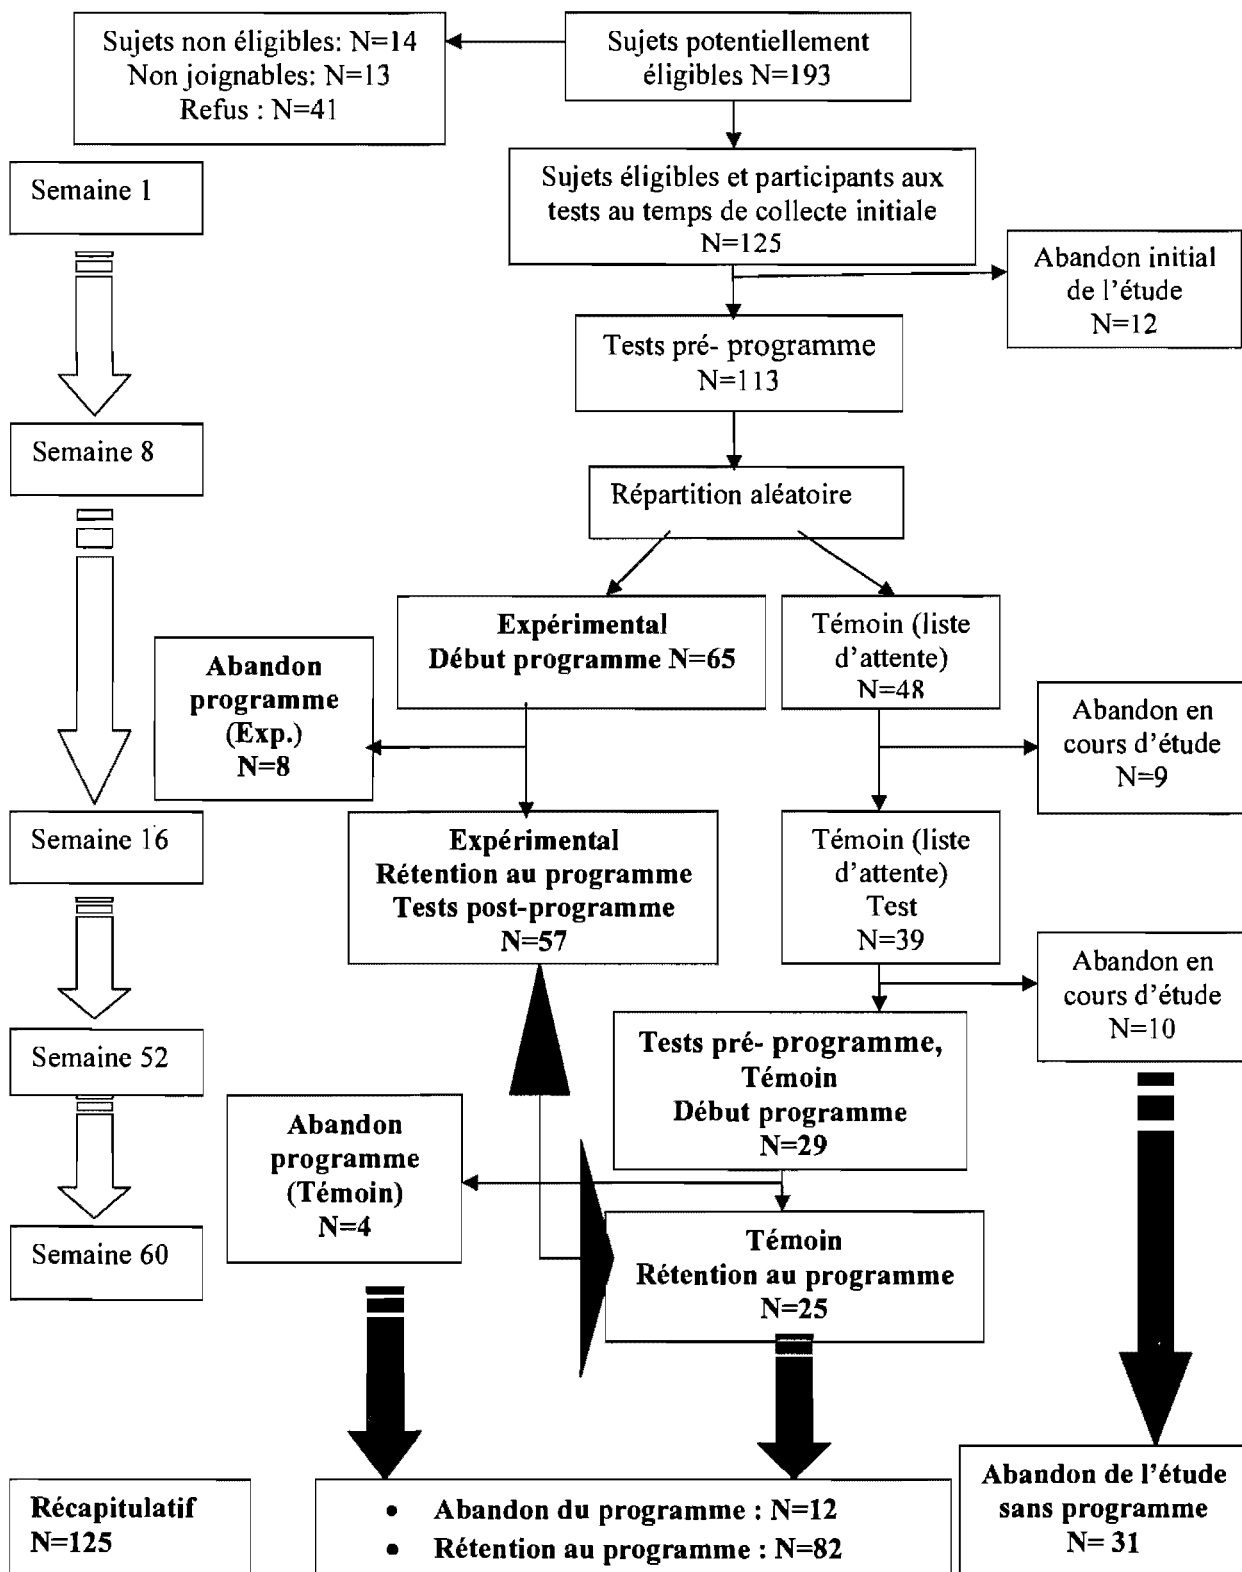 Sujets non éligibles: N=14
Non joignables: N=13
Refus : N=41
Sujets potentiellement
éligibles N=193
Semaine 1
Sujets éligibles et participants aux
tests au temps de collecte initiale
N=125
Abandon initial
de l'étude
N=12
Tests pré- programme
N=113
Semaine 8
Répartition aléatoire
Expérimental
Début programme N=65
Témoin (liste
d'attente)
N=48
Abandon
programme
(Exp.)
N=8
Abandon en
cours d'étude
N=9
Semaine 16
Expérimental
Rétention au programme
Tests post-programme
N=57
Témoin (liste
d'attente)
Test
N=39
Abandon en
cours d'étude
N=10
Semaine 52
Tests pré- programme,
Témoin
Début programme
N=29
Abandon
programme
(Témoin)
N=4
Semaine 60
Témoin
Rétention au programme
N=25
Récapitulatif
N=125
• Abandon du programme : N=12
• Rétention au programme : N=82
Abandon de l'étude
sans programme
N= 31